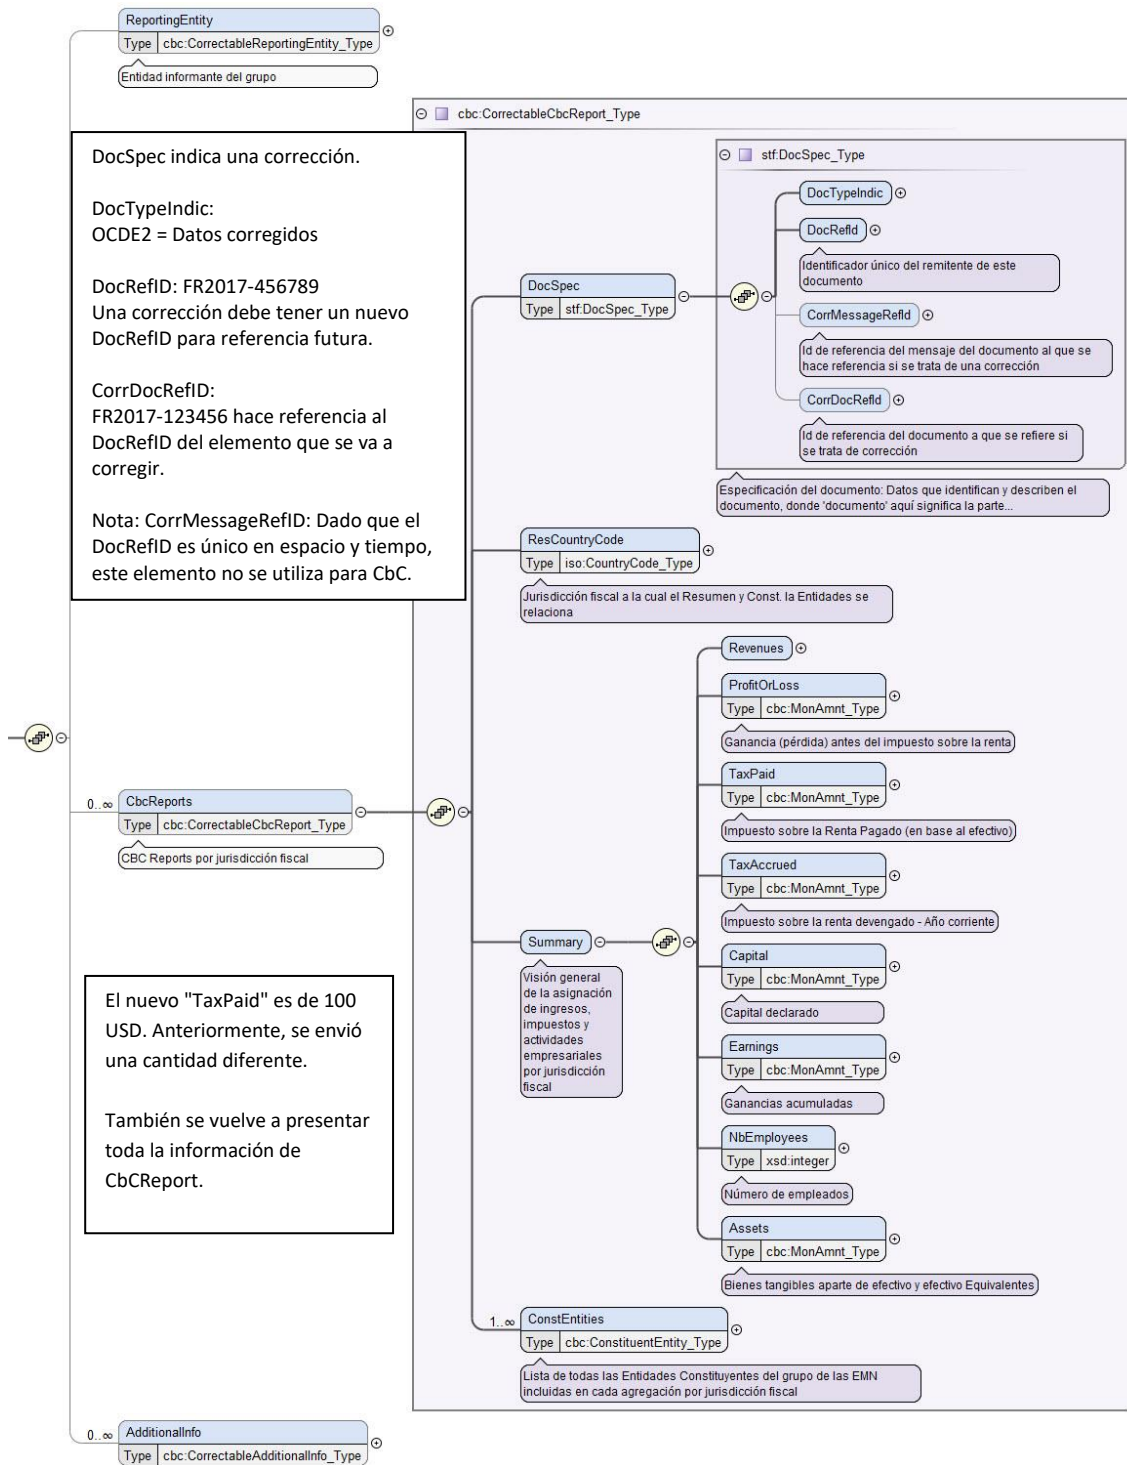 ReportingEntity
Type cbc:CorrectableReportingEntity_Type
Entidad informante del grupo
cbc:CorrectableCbcReport_Type
DocSpec indica una corrección.
DocTypeIndic:
OCDE2 = Datos corregidos
DocRefID: FR2017-456789
Una corrección debe tener un nuevo
DocRefID para referencia futura.
CorrDocRefID:
FR2017-123456 hace referencia al
DocRefID del elemento que se va a
corregir.
Nota: CorrMessageRefID: Dado que el
DocRefID es único en espacio y tiempo,
este elemento no se utiliza para CbC.
stf:DocSpec_Type
DocTypeIndic
DocRefId
Identificador único del remitente de este
documento
DocSpec
Type stf:DocSpec_Type
CorrMessageRefId
Id de referencia del mensaje del documento al que se
hace referencia si se trata de una corrección
CorrDocRefId
Id de referencia del documento a que se refiere si
se trata de corrección
Especificación del documento: Datos que identifican y describen el
documento, donde 'documento' aquí significa la parte...
ResCountryCode
Type iso:CountryCode_Type
Jurisdicción fiscal a la cual el Resumen y Const. la Entidades se
relaciona
Revenues
ProfitOrLoss
Type cbc:MonAmnt_Type
Ganancia (pérdida) antes del impuesto sobre la renta
TaxPaid
Type cbc:MonAmnt_Type
Impuesto sobre la Renta Pagado (en base al efectivo)
0..∞
CbcReports
Type cbc:CorrectableCbcReport_Type
CBC Reports por jurisdicción fiscal
TaxAccrued
Type cbc:MonAmnt_Type
Impuesto sobre la renta devengado - Año corriente
Summary
Visión general
de la asignación
de ingresos,
impuestos y
actividades
empresariales
por jurisdicción
fiscal
Capital
Type cbc:MonAmnt_Type
Capital declarado
Earnings
Type cbc:MonAmnt_Type
Ganancias acumuladas
El nuevo "TaxPaid" es de 100
USD. Anteriormente, se envió
una cantidad diferente.
También se vuelve a presentar
toda la información de
CbCReport.
NbEmployees
Type xsd:integer
Número de empleados
Assets
Type cbc:MonAmnt_Type
Bienes tangibles aparte de efectivo y efectivo Equivalentes
1..∞
ConstEntities
Type cbc:ConstituentEntity_Type
Lista de todas las Entidades Constituyentes del grupo de las EMN
incluidas en cada agregación por jurisdicción fiscal
0..∞
AdditionalInfo
Type cbc:CorrectableAdditionalInfo_Type